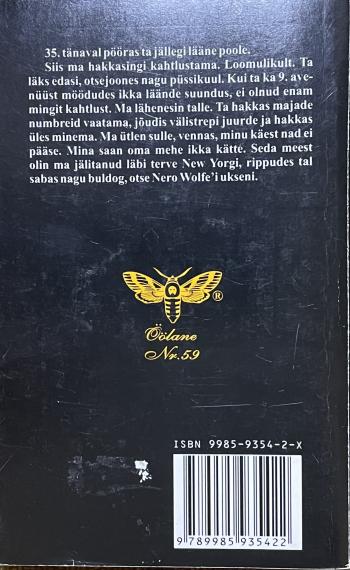 35. tänaval pööras ta jällegi lääne poole.
Siis ma hakkasingi kahtlustama. Loomulikult. Ta
läks edasi, otsejoones nagu püssikuul. Kui ta ka 9. ave-
nüüst möödudes ikka lääne suundus, ei olnud enam
mingit kahtlust. Ma lähenesin talle. Ta hakkas majade
numbreid vaatama, jõudis välistrepi juurde ja hakkas
üles minema. Ma ütlen sulle, vennas, minu käest nad ei
pääse. Mina saan oma mehe ikka kätte. Seda meest
olin ma jälitanud läbi terve New Yorgi, rippudes tal
sabas nagu buldog, otse Nero Wolfe'i ukseni.
®
Öölane
Nr.59
ISBN 9985-9354-2-X
9 789985 935422